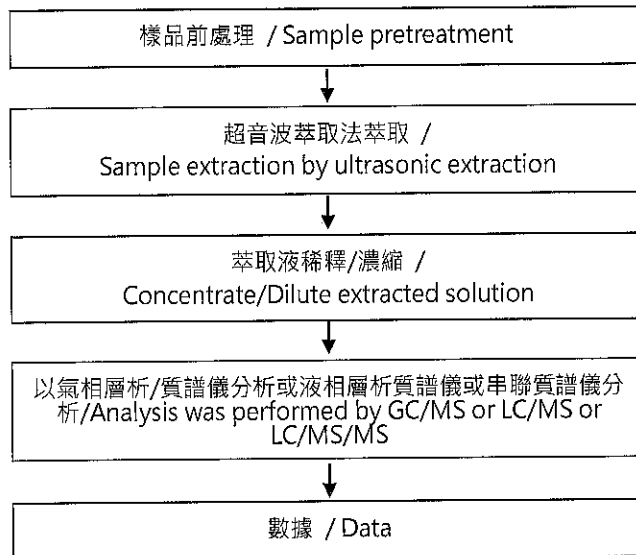 樣品前處理 / Sample pretreatment
超音波萃取法萃取 /
Sample extraction by ultrasonic extraction
萃取液稀釋/濃縮 /
Concentrate/Dilute extracted solution
以氣相層析/質譜儀分析或液相層析質譜儀或串聯質譜儀分
析/Analysis was performed by GC/MS or LC/MS or
LC/MS/MS
數據 / Data